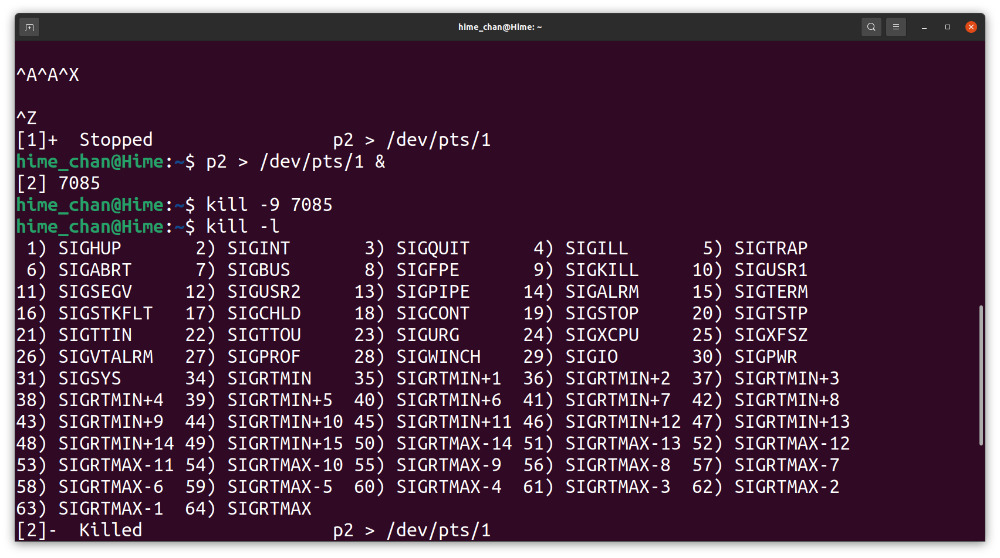 hime_chan@Hime: ~
^A^A^X
^Z
[1]+  Stopped                 p2 > /dev/pts/1
hime_chan@Hime:~$ p2 > /dev/pts/1 &
[2] 7085
hime_chan@Hime:~$ kill -9 7085
hime_chan@Hime:~$ kill -l
 1) SIGHUP       2) SIGINT       3) SIGQUIT      4) SIGILL       5) SIGTRAP
 6) SIGABRT      7) SIGBUS       8) SIGFPE       9) SIGKILL     10) SIGUSR1
11) SIGSEGV     12) SIGUSR2     13) SIGPIPE     14) SIGALRM     15) SIGTERM
16) SIGSTKFLT   17) SIGCHLD     18) SIGCONT     19) SIGSTOP     20) SIGTSTP
21) SIGTTIN     22) SIGTTOU     23) SIGURG      24) SIGXCPU     25) SIGXFSZ
26) SIGVTALRM   27) SIGPROF     28) SIGWINCH    29) SIGIO       30) SIGPWR
31) SIGSYS      34) SIGRTMIN    35) SIGRTMIN+1  36) SIGRTMIN+2  37) SIGRTMIN+3
38) SIGRTMIN+4  39) SIGRTMIN+5  40) SIGRTMIN+6  41) SIGRTMIN+7  42) SIGRTMIN+8
43) SIGRTMIN+9  44) SIGRTMIN+10 45) SIGRTMIN+11 46) SIGRTMIN+12 47) SIGRTMIN+13
48) SIGRTMIN+14 49) SIGRTMIN+15 50) SIGRTMAX-14 51) SIGRTMAX-13 52) SIGRTMAX-12
53) SIGRTMAX-11 54) SIGRTMAX-10 55) SIGRTMAX-9  56) SIGRTMAX-8  57) SIGRTMAX-7
58) SIGRTMAX-6  59) SIGRTMAX-5  60) SIGRTMAX-4  61) SIGRTMAX-3  62) SIGRTMAX-2
63) SIGRTMAX-1  64) SIGRTMAX
[2]-  Killed                  p2 > /dev/pts/1